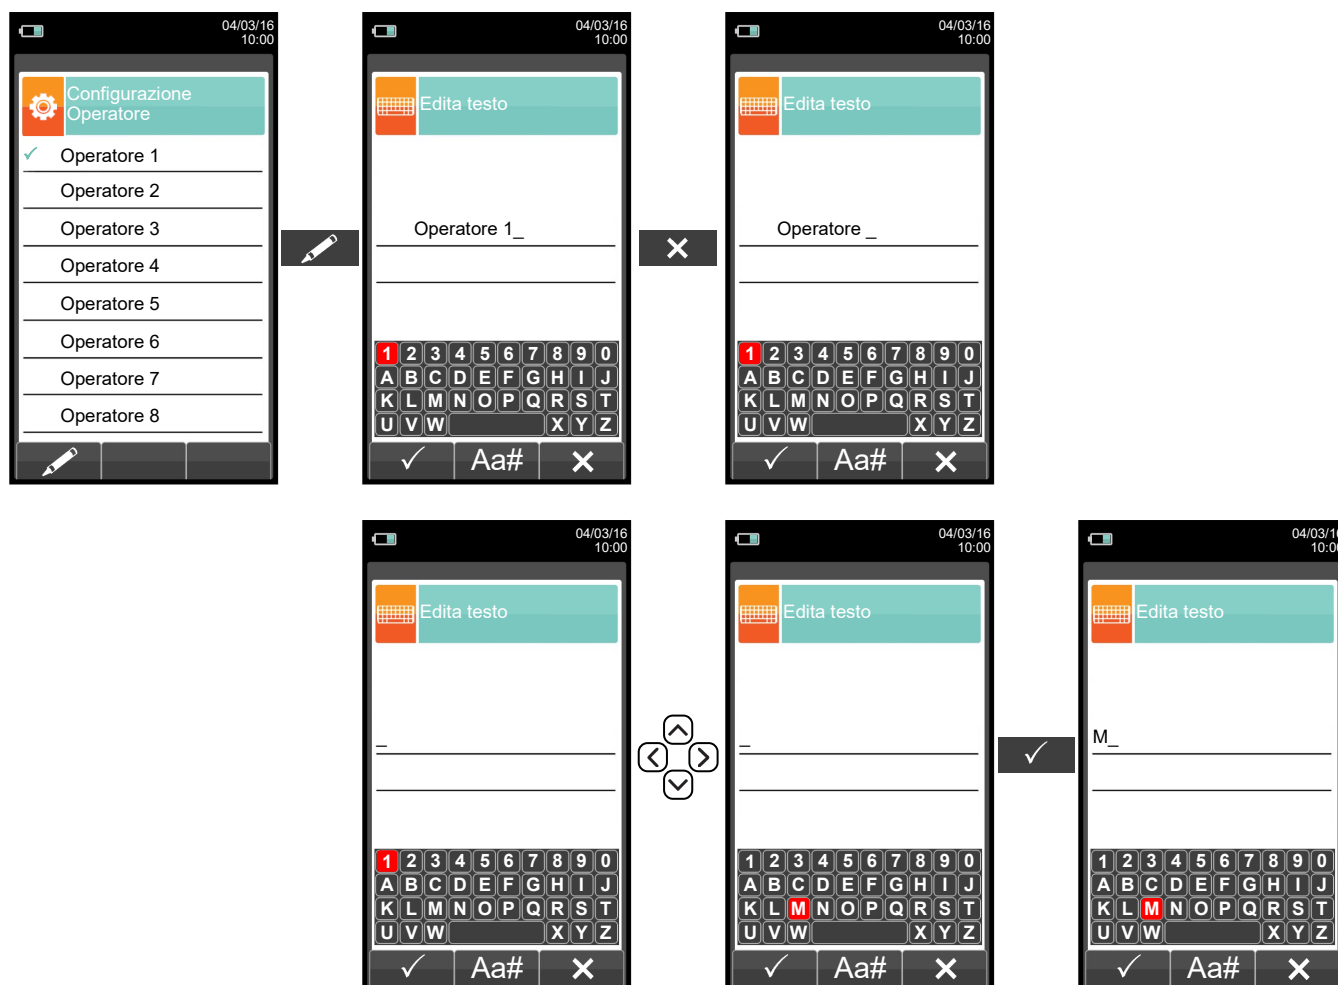 04/03/16
10:00
Configurazione
Operatore
✓ Operatore 1
Operatore 2
Operatore 3
Operatore 4
Operatore 5
Operatore 6
Operatore 7
Operatore 8
04/03/16
10:00
Edita testo
Operatore 1_
1 2 3 4 5 6 7 8 9 0
A B C D E F G H I J
K L M N O P Q R S T
U V W X Y Z
Aa#
04/03/16
10:00
Edita testo
Operatore _
1 2 3 4 5 6 7 8 9 0
A B C D E F G H I J
K L M N O P Q R S T
U V W X Y Z
Aa#
04/03/16
10:00
Edita testo
_
1 2 3 4 5 6 7 8 9 0
A B C D E F G H I J
K L M N O P Q R S T
U V W X Y Z
Aa#
04/03/16
10:00
Edita testo
_
1 2 3 4 5 6 7 8 9 0
A B C D E F G H I J
K L M N O P Q R S T
U V W X Y Z
Aa#
04/03/16
10:00
Edita testo
M_
1 2 3 4 5 6 7 8 9 0
A B C D E F G H I J
K L M N O P Q R S T
U V W X Y Z
Aa#